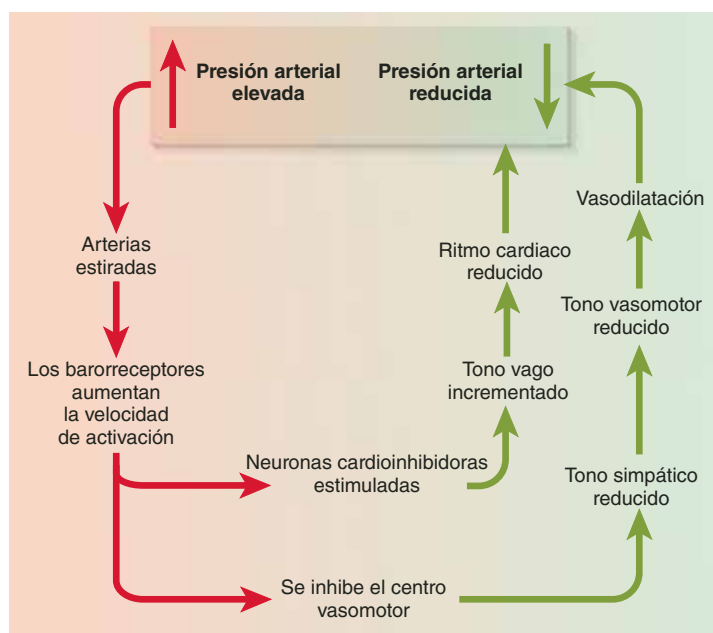 Presión arterial
elevada
Presión arterial
reducida
Arterias
estiradas
Los barorreceptores
aumentan
la velocidad
de activación
Neuronas cardioinhibidoras
estimuladas
Se inhibe el centro
vasomotor
Tono vago
incrementado
Ritmo cardiaco
reducido
Tono simpático
reducido
Tono vasomotor
reducido
Vasodilatación